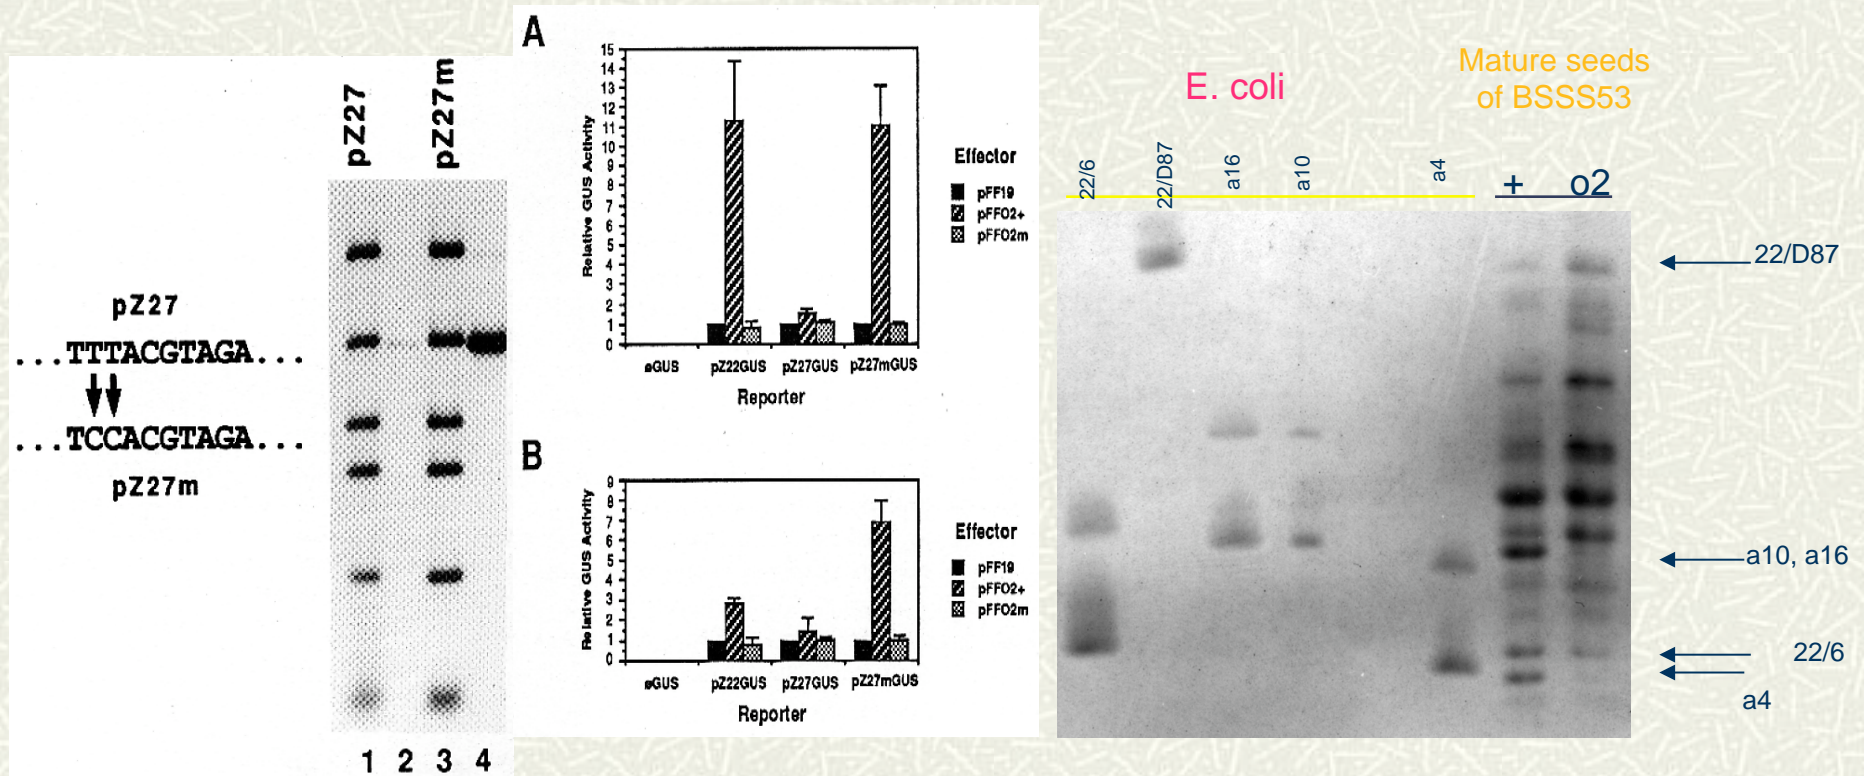 pZ27
...TTTACGTAGA...
...TCCACGTAGA...
pZ27m
pZ27
pZ27m
1 2 3 4
A
Relative GUS Activity
15
14
13
12
11
10
9
8
7
6
5
4
3
2
1
0
øGUS pZ22GUS pZ27GUS pZ27mGUS
Reporter
Effector
pFF19
pFFO2+
pFFO2m
B
Relative GUS Activity
9
8
7
6
5
4
3
2
1
0
øGUS pZ22GUS pZ27GUS pZ27mGUS
Reporter
Effector
pFF19
pFFO2+
pFFO2m
E. coli
Mature seeds
of BSSS53
22/6
22/D87
a16
a10
a4
+ o2
22/D87
a10, a16
22/6
a4